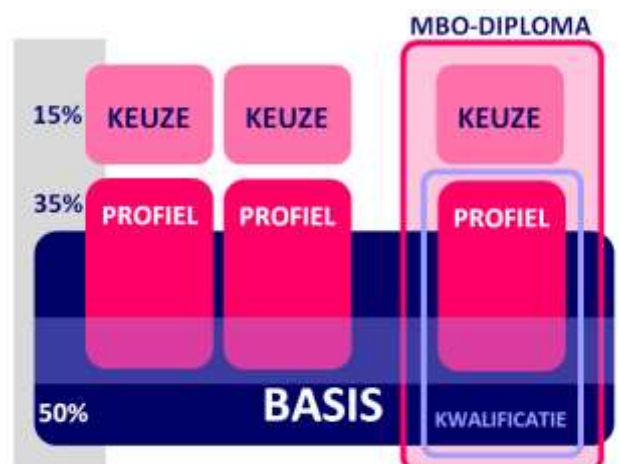 MBO-DIPLOMA
15% KEUZE KEUZE KEUZE
35%
PROFIEL PROFIEL PROFIEL
50% BASIS KWALIFICATIE